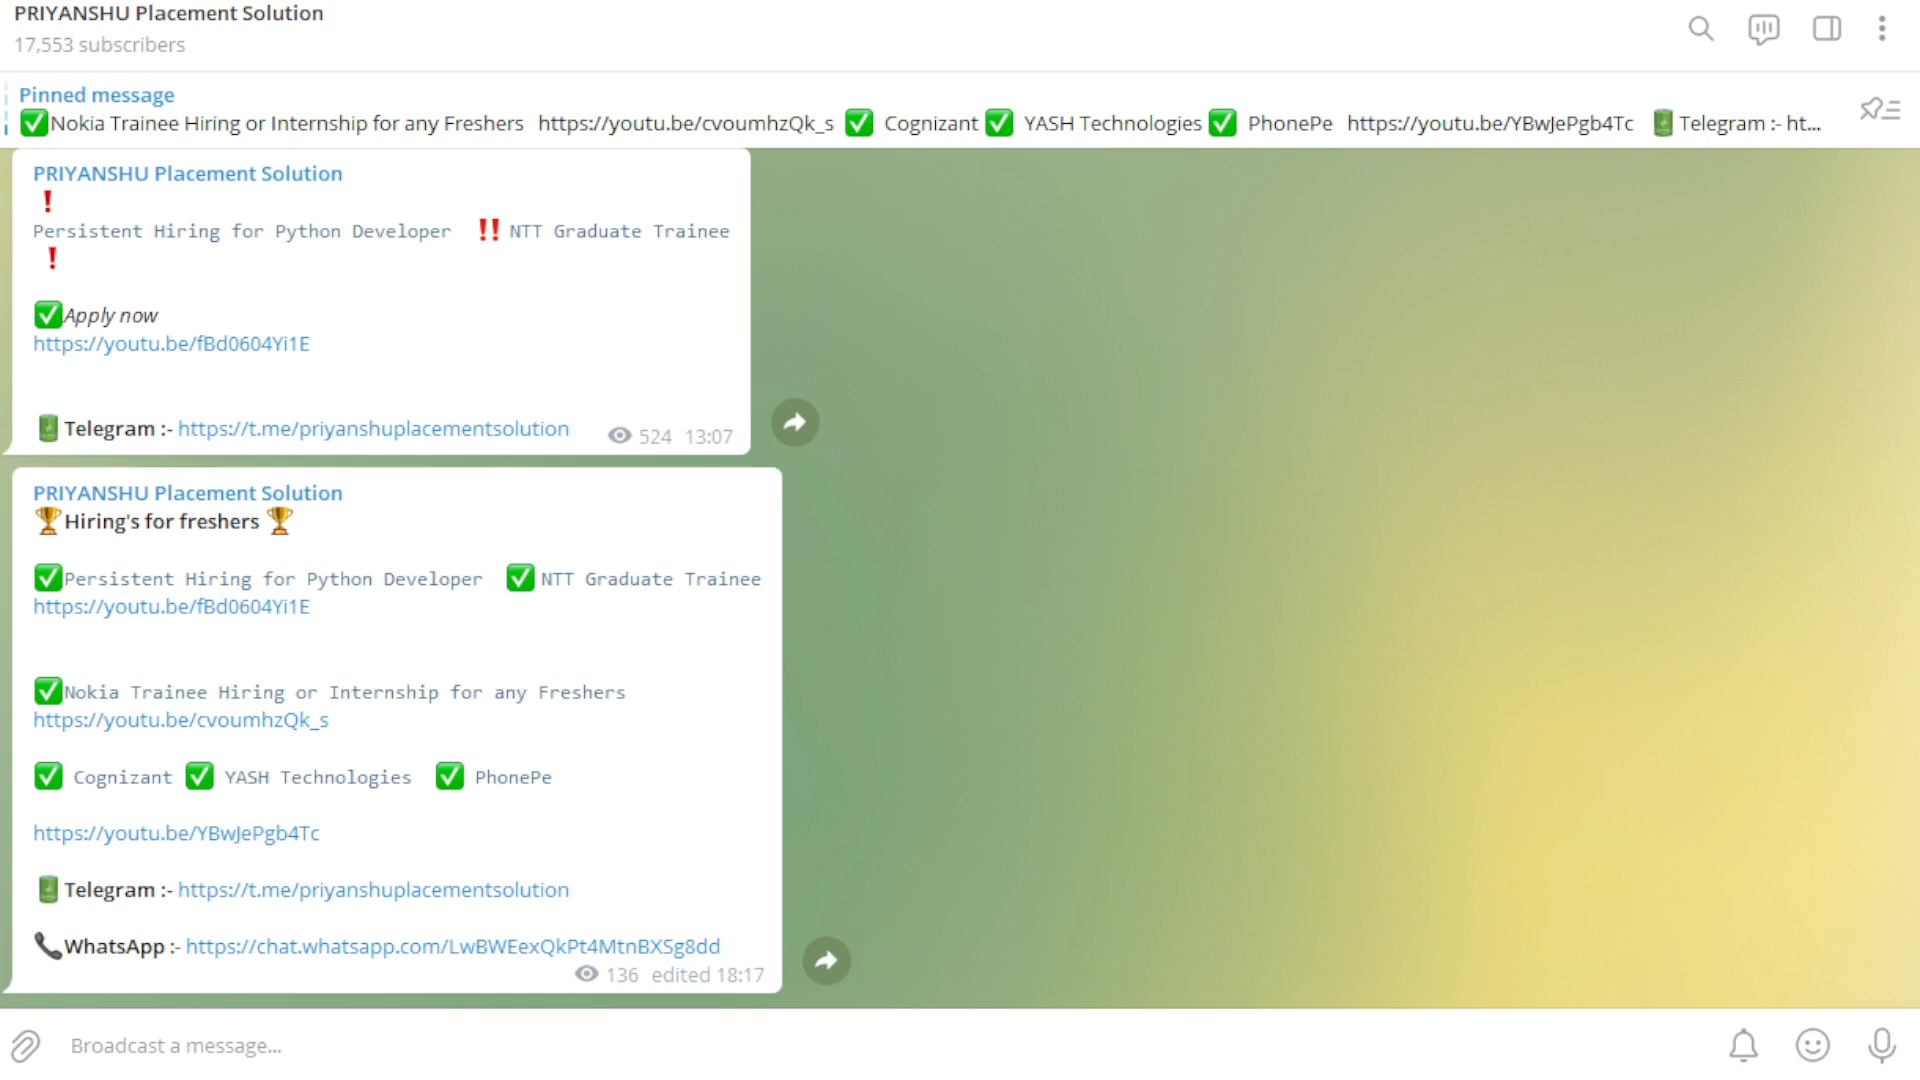 PRIYANSHU Placement Solution
17,553 subscribers
Pinned message
✅Nokia Trainee Hiring or Internship for any Freshers https://youtu.be/cvoumhzQk_s ✅ Cognizant ✅ YASH Technologies ✅ PhonePe https://youtu.be/YBwJePgb4Tc 🔋Telegram :- ht...
PRIYANSHU Placement Solution
❗
Persistent Hiring for Python Developer ‼️NTT Graduate Trainee
❗
✅Apply now
https://youtu.be/fBd0604Yi1E
🔋Telegram :- https://t.me/priyanshuplacementsolution
524 13:07
PRIYANSHU Placement Solution
🏆Hiring's for freshers 🏆
✅Persistent Hiring for Python Developer ✅NTT Graduate Trainee
https://youtu.be/fBd0604Yi1E
✅Nokia Trainee Hiring or Internship for any Freshers
https://youtu.be/cvoumhzQk_s
✅ Cognizant ✅ YASH Technologies ✅ PhonePe
https://youtu.be/YBwJePgb4Tc
🔋Telegram :- https://t.me/priyanshuplacementsolution
📞WhatsApp :- https://chat.whatsapp.com/LwBWEexQkPt4MtnBXSg8dd
136 edited 18:17
Broadcast a message...